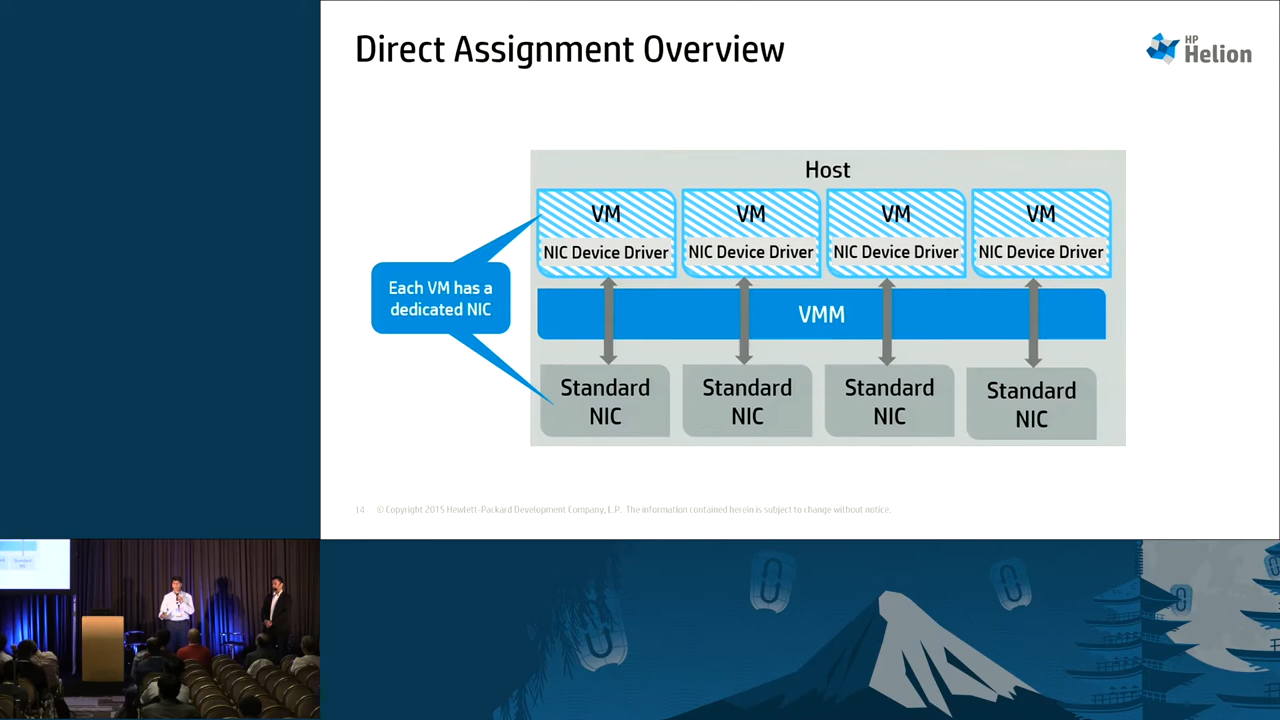 Direct Assignment Overview
HP
Helion
Host
VM
NIC Device Driver
VM
NIC Device Driver
VM
NIC Device Driver
VM
NIC Device Driver
Each VM has a
dedicated NIC
VMM
Standard
NIC
Standard
NIC
Standard
NIC
Standard
NIC
14 © Copyright 2015 Hewlett-Packard Development Company, L.P. The information contained herein is subject to change without notice.